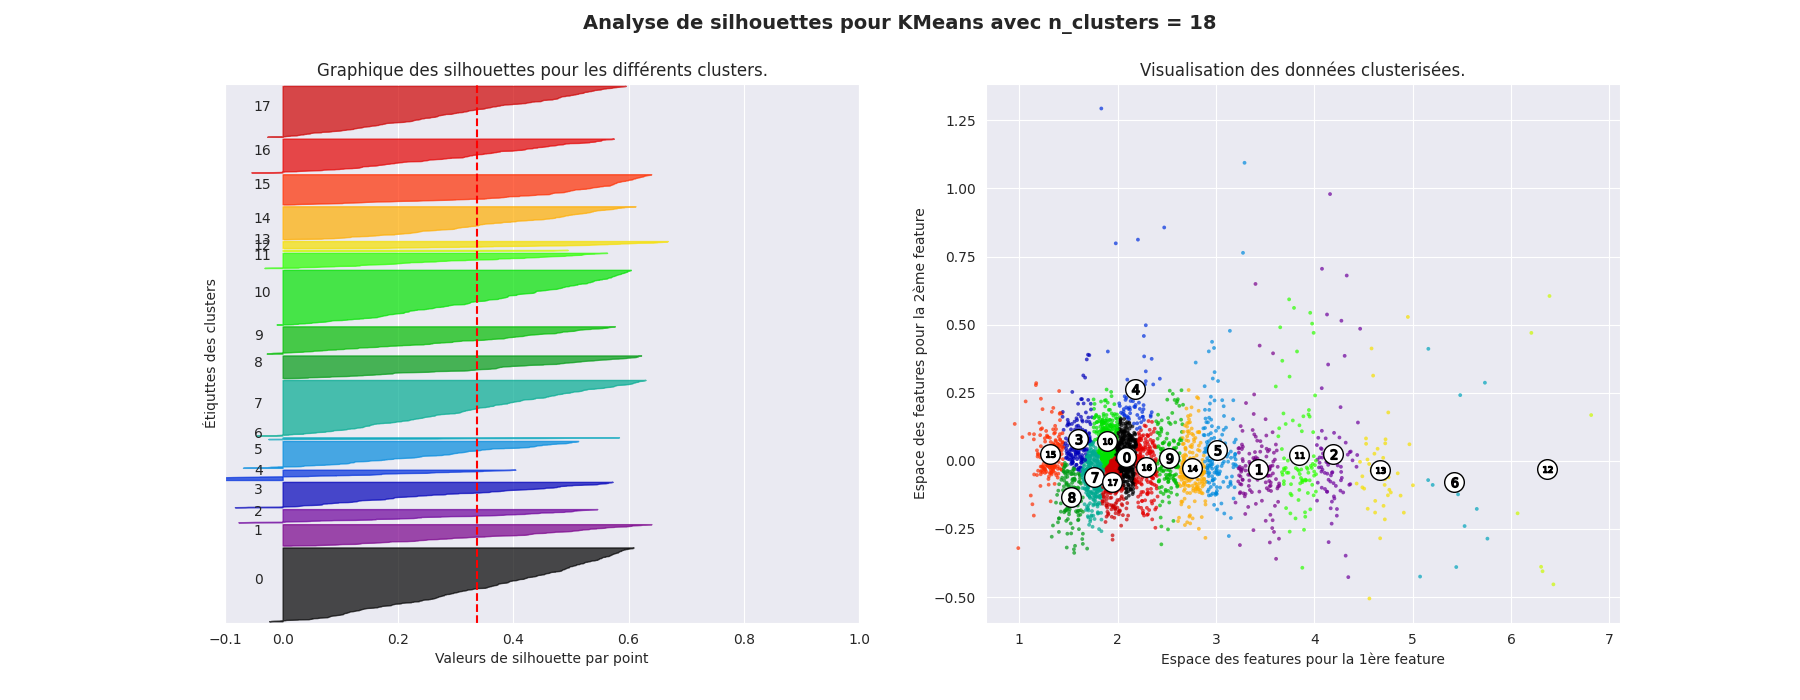 Analyse de silhouettes pour KMeans avec n_clusters = 18
Graphique des silhouettes pour les différents clusters.
Étiquttes des clusters
17
16
15
14
13
12
11
10
9
8
7
6
5
4
3
2
1
0
−0.1 0.0 0.2 0.4 0.6 0.8 1.0
Valeurs de silhouette par point
Visualisation des données clusterisées.
Espace des features pour la 2ème feature
1.25
1.00
0.75
0.50
0.25
0.00
−0.25
−0.50
4
15 3 10 0 16 9 14 5 1 11 2 13 6 12
7 17
8
1 2 3 4 5 6 7
Espace des features pour la 1ère feature